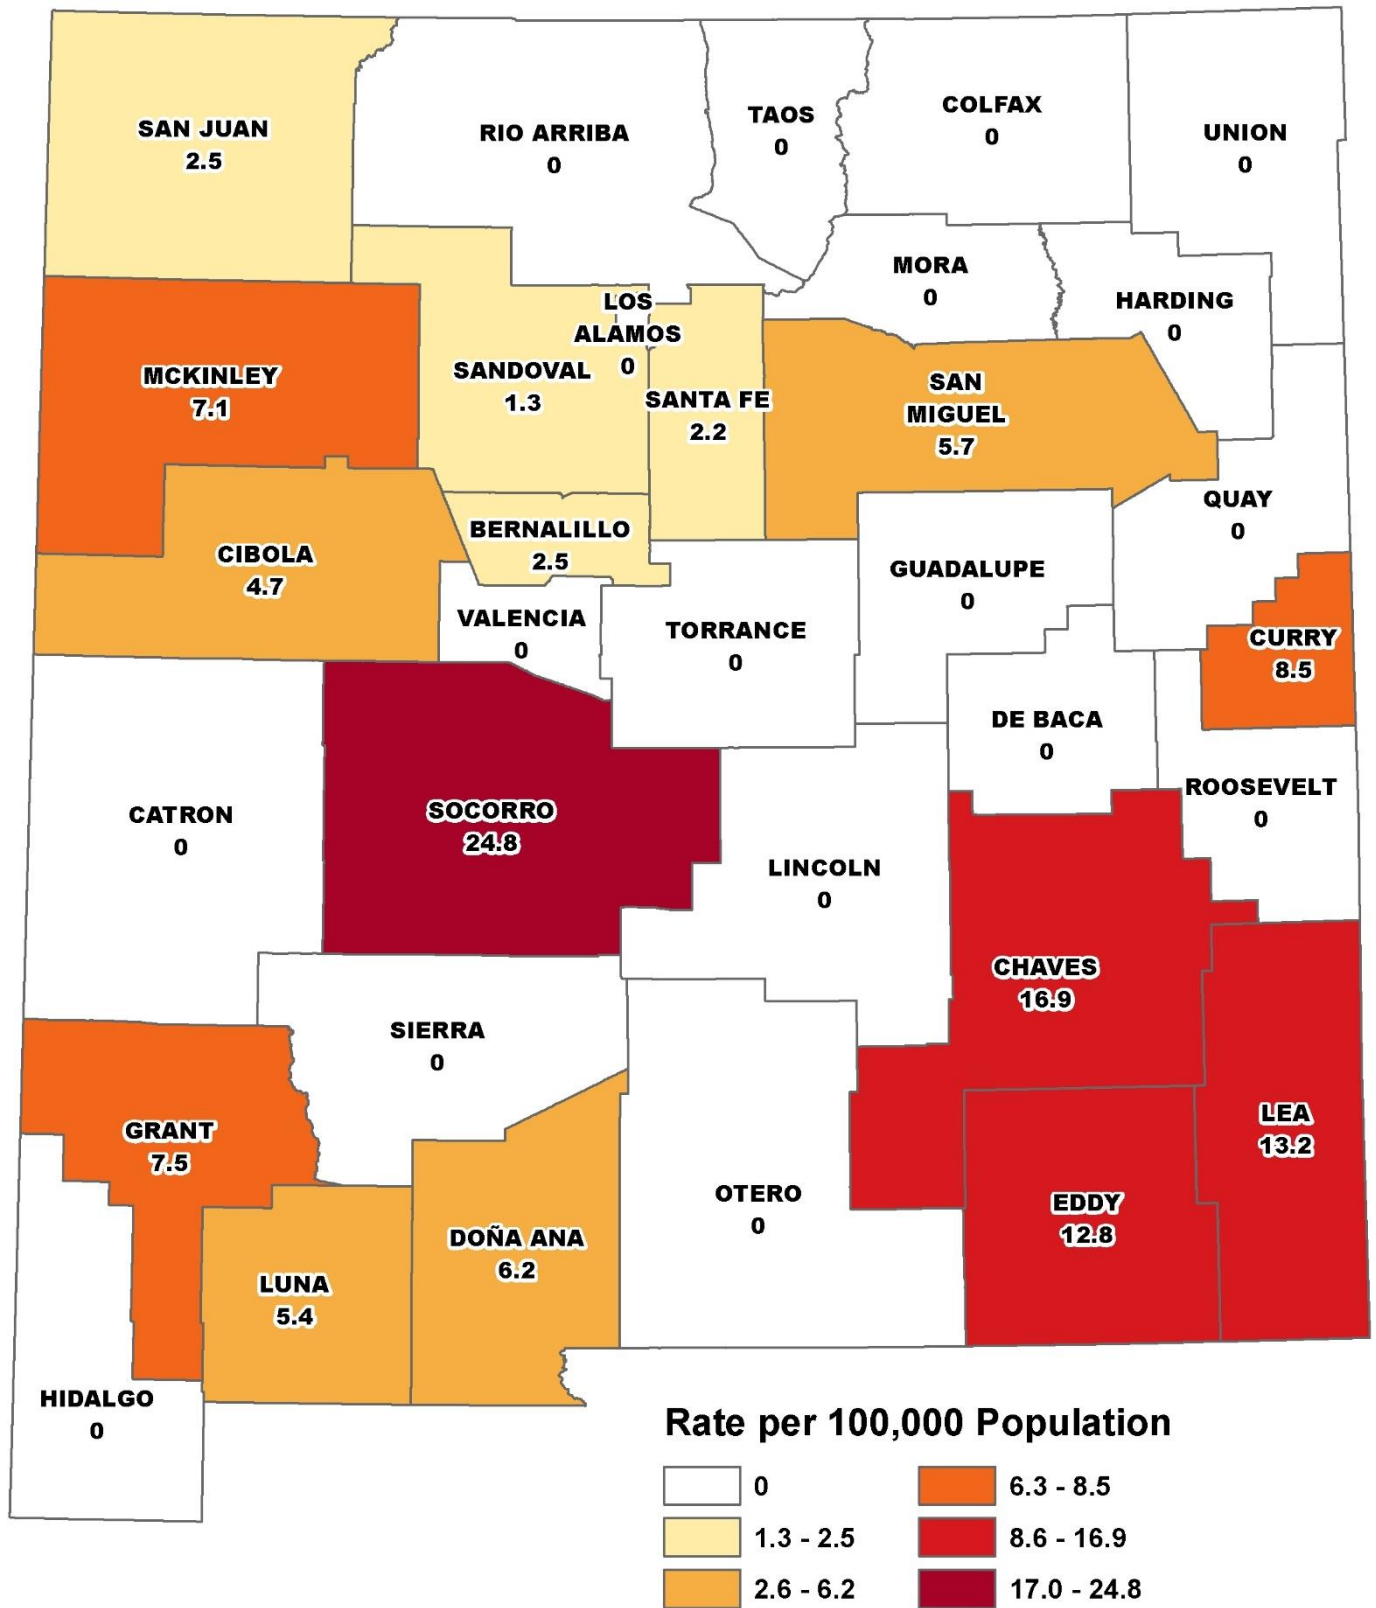 SAN JUAN
2.5
RIO ARRIBA
0
TAOS
0
COLFAX
0
UNION
0
MORA
0
HARDING
0
LOS
ALAMOS
0
MCKINLEY
7.1
SANDOVAL
1.3
SANTA FE
2.2
SAN
MIGUEL
5.7
QUAY
0
CIBOLA
4.7
BERNALILLO
2.5
GUADALUPE
0
VALENCIA
0
TORRANCE
0
CURRY
8.5
DE BACA
0
ROOSEVELT
0
CATRON
0
SOCORRO
24.8
LINCOLN
0
CHAVES
16.9
SIERRA
0
GRANT
7.5
LEA
13.2
OTERO
0
EDDY
12.8
DOÑA ANA
6.2
LUNA
5.4
HIDALGO
0
Rate per 100,000 Population
0
1.3 - 2.5
2.6 - 6.2
6.3 - 8.5
8.6 - 16.9
17.0 - 24.8